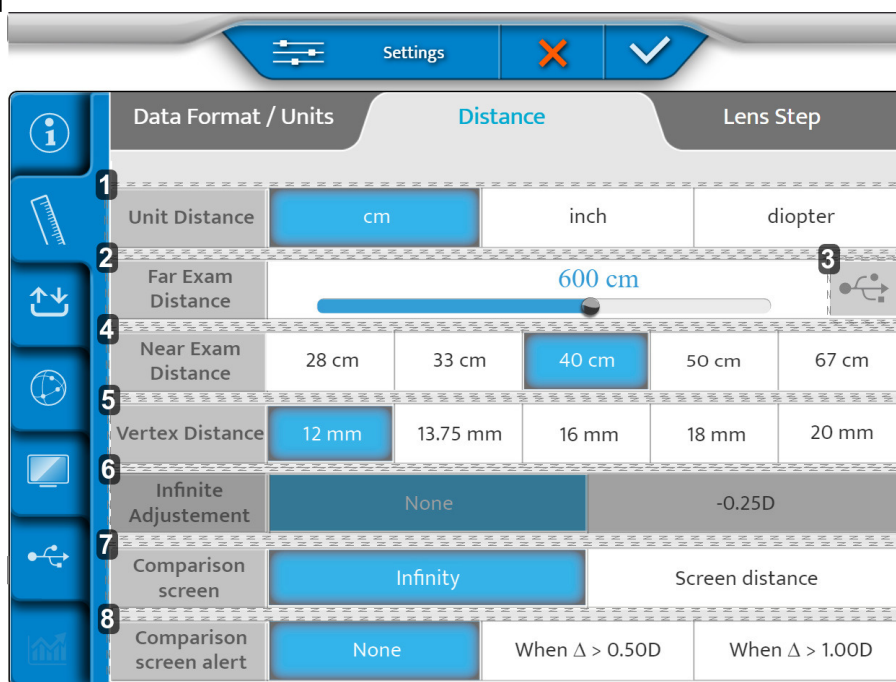 Settings
Data Format / Units
Distance
Lens Step
1
Unit Distance
cm
inch
diopter
2
Far Exam
Distance
600 cm
3
4
Near Exam
Distance
28 cm
33 cm
40 cm
50 cm
67 cm
5
Vertex Distance
12 mm
13.75 mm
16 mm
18 mm
20 mm
6
Infinite
Adjustement
None
-0.25D
7
Comparison
screen
Infinity
Screen distance
8
Comparison
screen alert
None
When Δ > 0.50D
When Δ > 1.00D